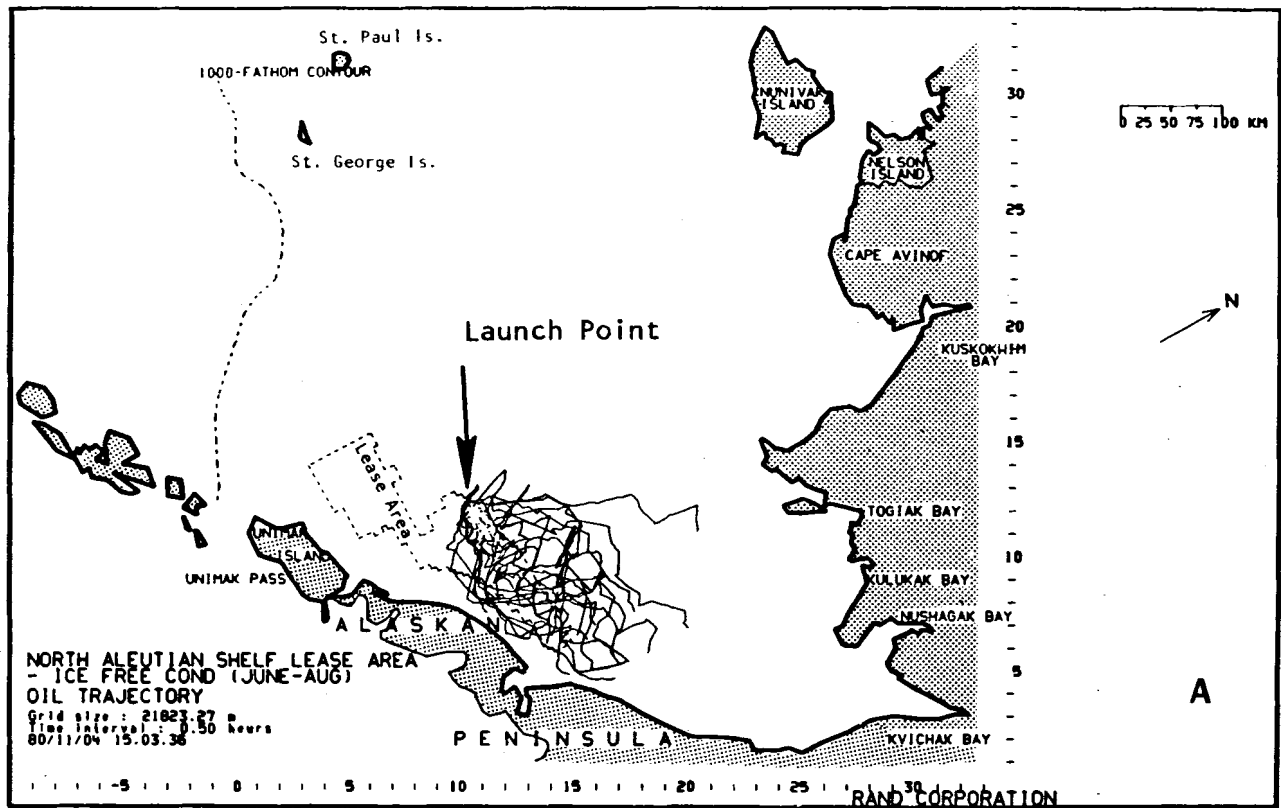 St. Paul Is.
1000-FATHOM CONTOUR
St. George Is.
NUNIVAK
ISLAND
NELSON
ISLAND
0 25 50 75 100 KM
30
25
CAPE AVINOF
N
20
KUSKOKWIM
BAY
Launch Point
15
Lease Area
TOGIAK BAY
UNIMAK
ISLAND
10
UNIMAK PASS
KULUKAK BAY
NUSHAGAK BAY
ALASKAN
NORTH ALEUTIAN SHELF LEASE AREA
- ICE FREE COND (JUNE-AUG)
OIL TRAJECTORY
Grid size : 21823.27 m
Time interval : 0.50 hours
80/11/04 15.03.36
5
A
PENINSULA
KVICHAK BAY
-5 0 5 10 15 20 25 30
RAND CORPORATION